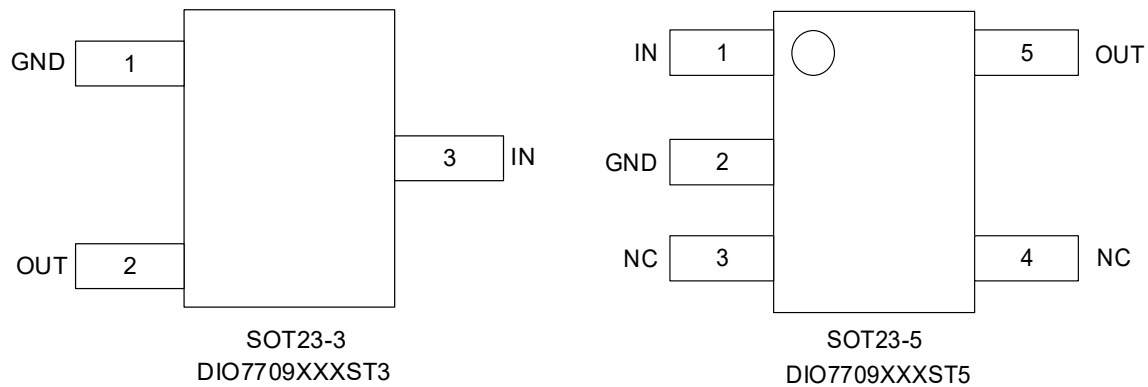 GND 1
3 IN
OUT 2
SOT23-3
DIO7709XXXST3
IN 1 5 OUT
GND 2
NC 3 4 NC
SOT23-5
DIO7709XXXST5